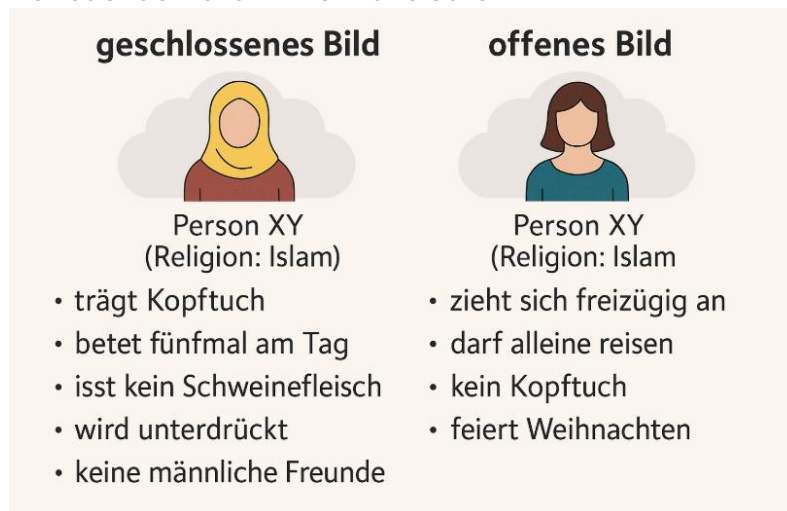 geschlossenes Bild
Person XY
(Religion: Islam)
• trägt Kopftuch
• betet fünfmal am Tag
• isst kein Schweinefleisch
• wird unterdrückt
• keine männliche Freunde
offenes Bild
Person XY
(Religion: Islam
• zieht sich freizügig an
• darf alleine reisen
• kein Kopftuch
• feiert Weihnachten